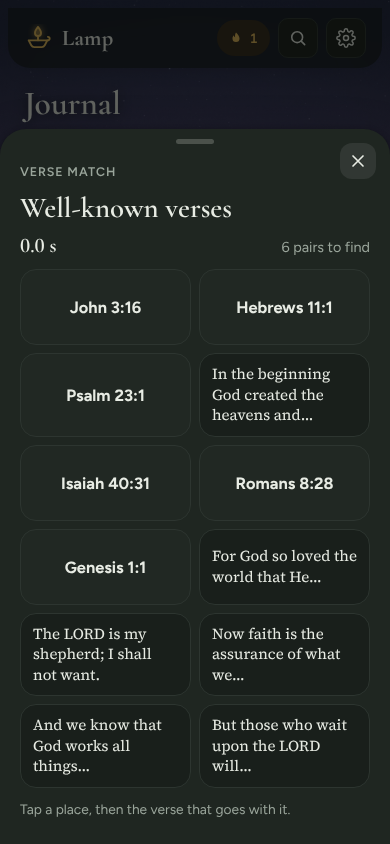 Lamp
1
Journal
VERSE MATCH
Well-known verses
0.0 s
6 pairs to find
John 3:16
Hebrews 11:1
Psalm 23:1
In the beginning
God created the
heavens and...
Isaiah 40:31
Romans 8:28
Genesis 1:1
For God so loved the
world that He...
The LORD is my
shepherd; I shall
not want.
Now faith is the
assurance of what
we...
And we know that
God works all
things...
But those who wait
upon the LORD
will...
Tap a place, then the verse that goes with it.